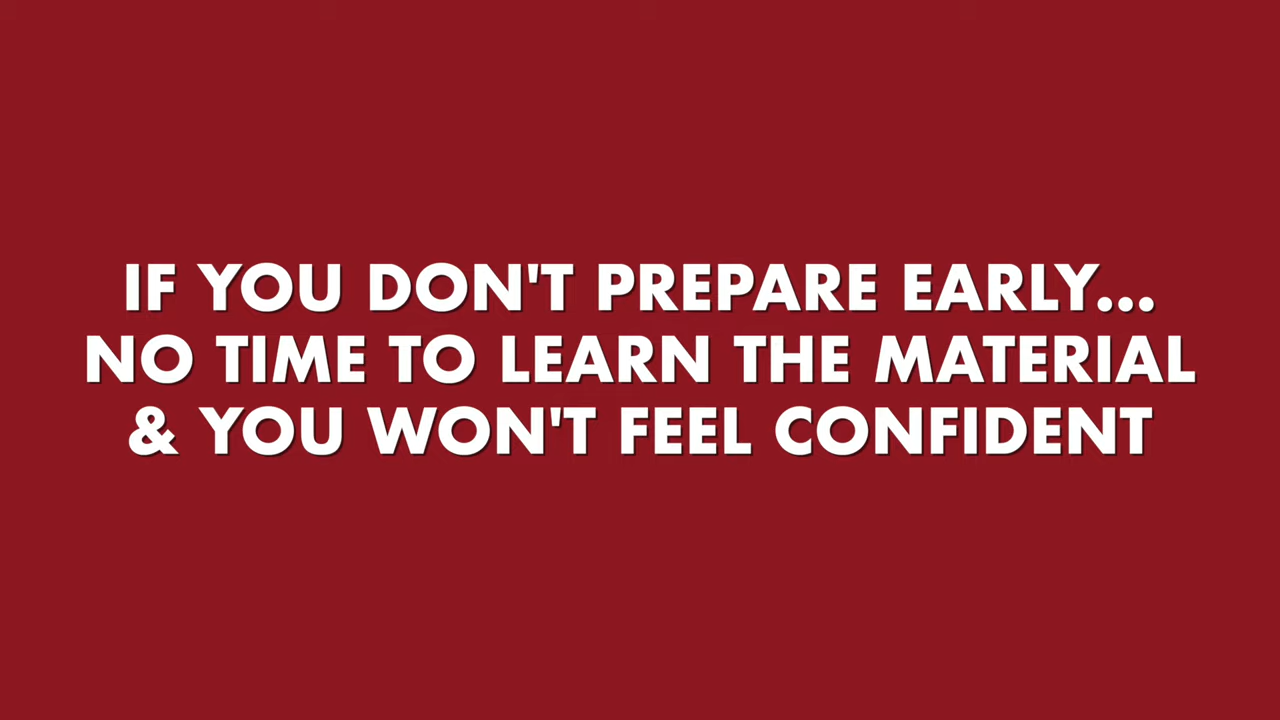 IF YOU DON'T PREPARE EARLY...
NO TIME TO LEARN THE MATERIAL
& YOU WON'T FEEL CONFIDENT